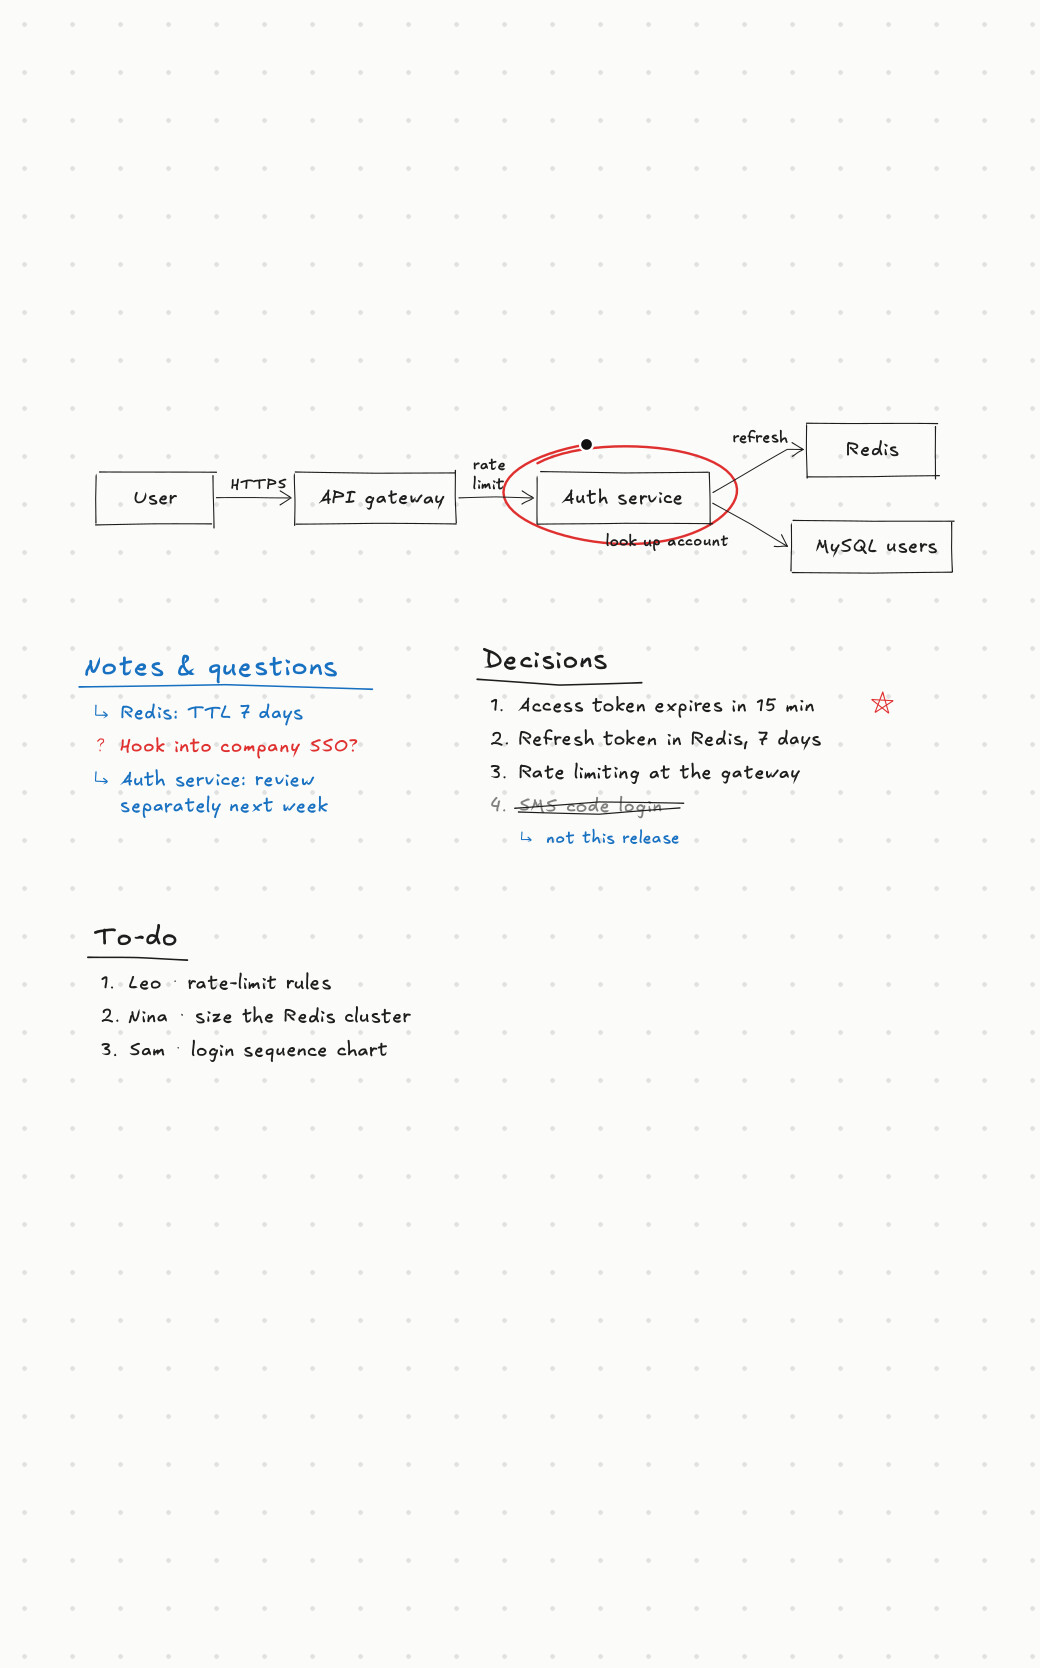 User
HTTPS
API gateway
rate
limit
Auth service
refresh
Redis
look up account
MySQL users
Notes & questions
↳ Redis: TTL 7 days
? Hook into company SSO?
↳ Auth service: review
separately next week
Decisions
1. Access token expires in 15 min
2. Refresh token in Redis, 7 days
3. Rate limiting at the gateway
4. SMS code login
↳ not this release
To-do
1. Leo · rate-limit rules
2. Nina · size the Redis cluster
3. Sam · login sequence chart